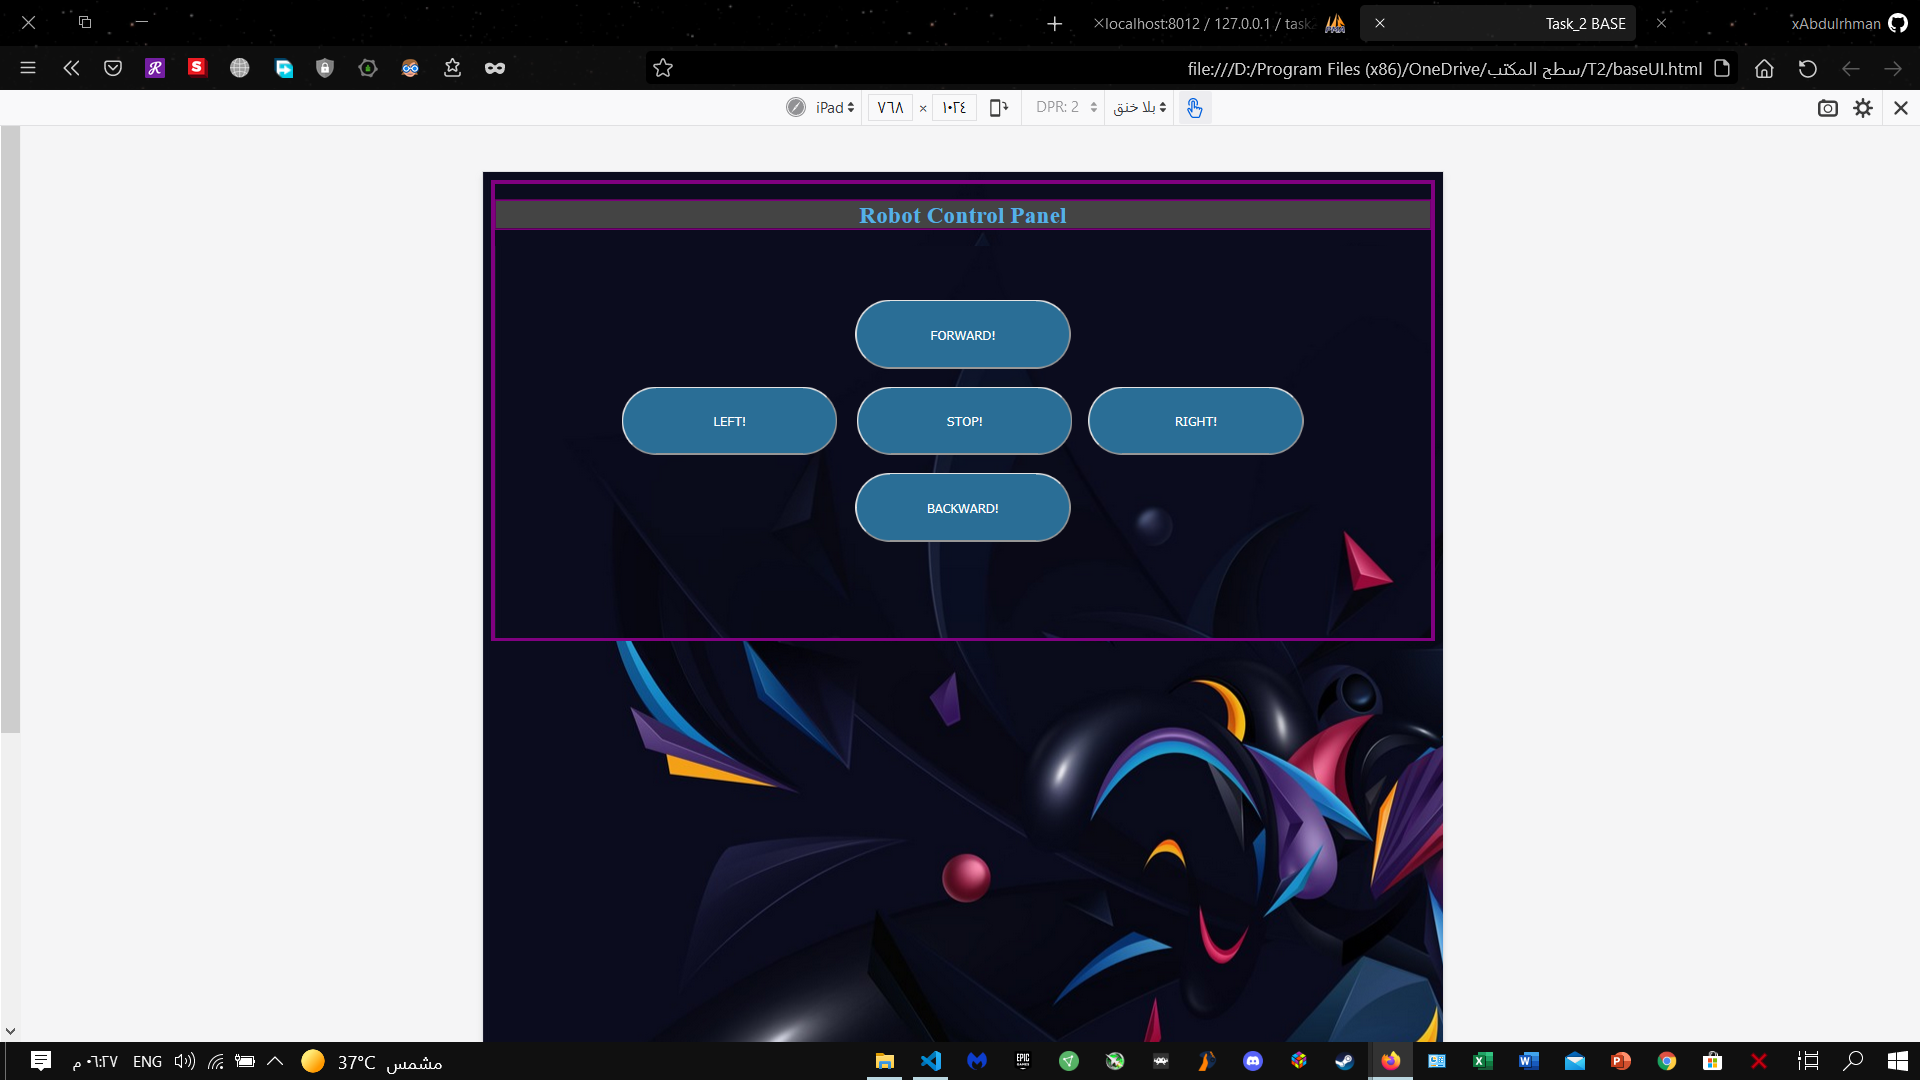 xAbdulrhman
Task_2 BASE
localhost:8012 / 127.0.0.1 / task
file:///D:/Program Files (x86)/OneDrive/سطح المكتب/T2/baseUI.html
iPad ٧٦٨ × ١٠٢٤ DPR: 2 بلا خنق
Robot Control Panel
FORWARD!
LEFT! STOP! RIGHT!
BACKWARD!
٠٦:٢٧ م ENG 37°C مشمس